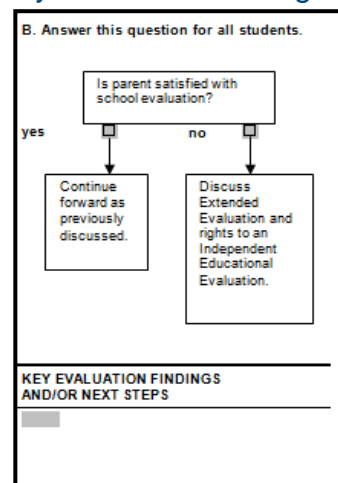 B. Answer this question for all students.
Is parent satisfied with
school evaluation?
yes
no
Continue
forward as
previously
discussed.
Discuss
Extended
Evaluation and
rights to an
Independent
Educational
Evaluation.
KEY EVALUATION FINDINGS
AND/OR NEXT STEPS